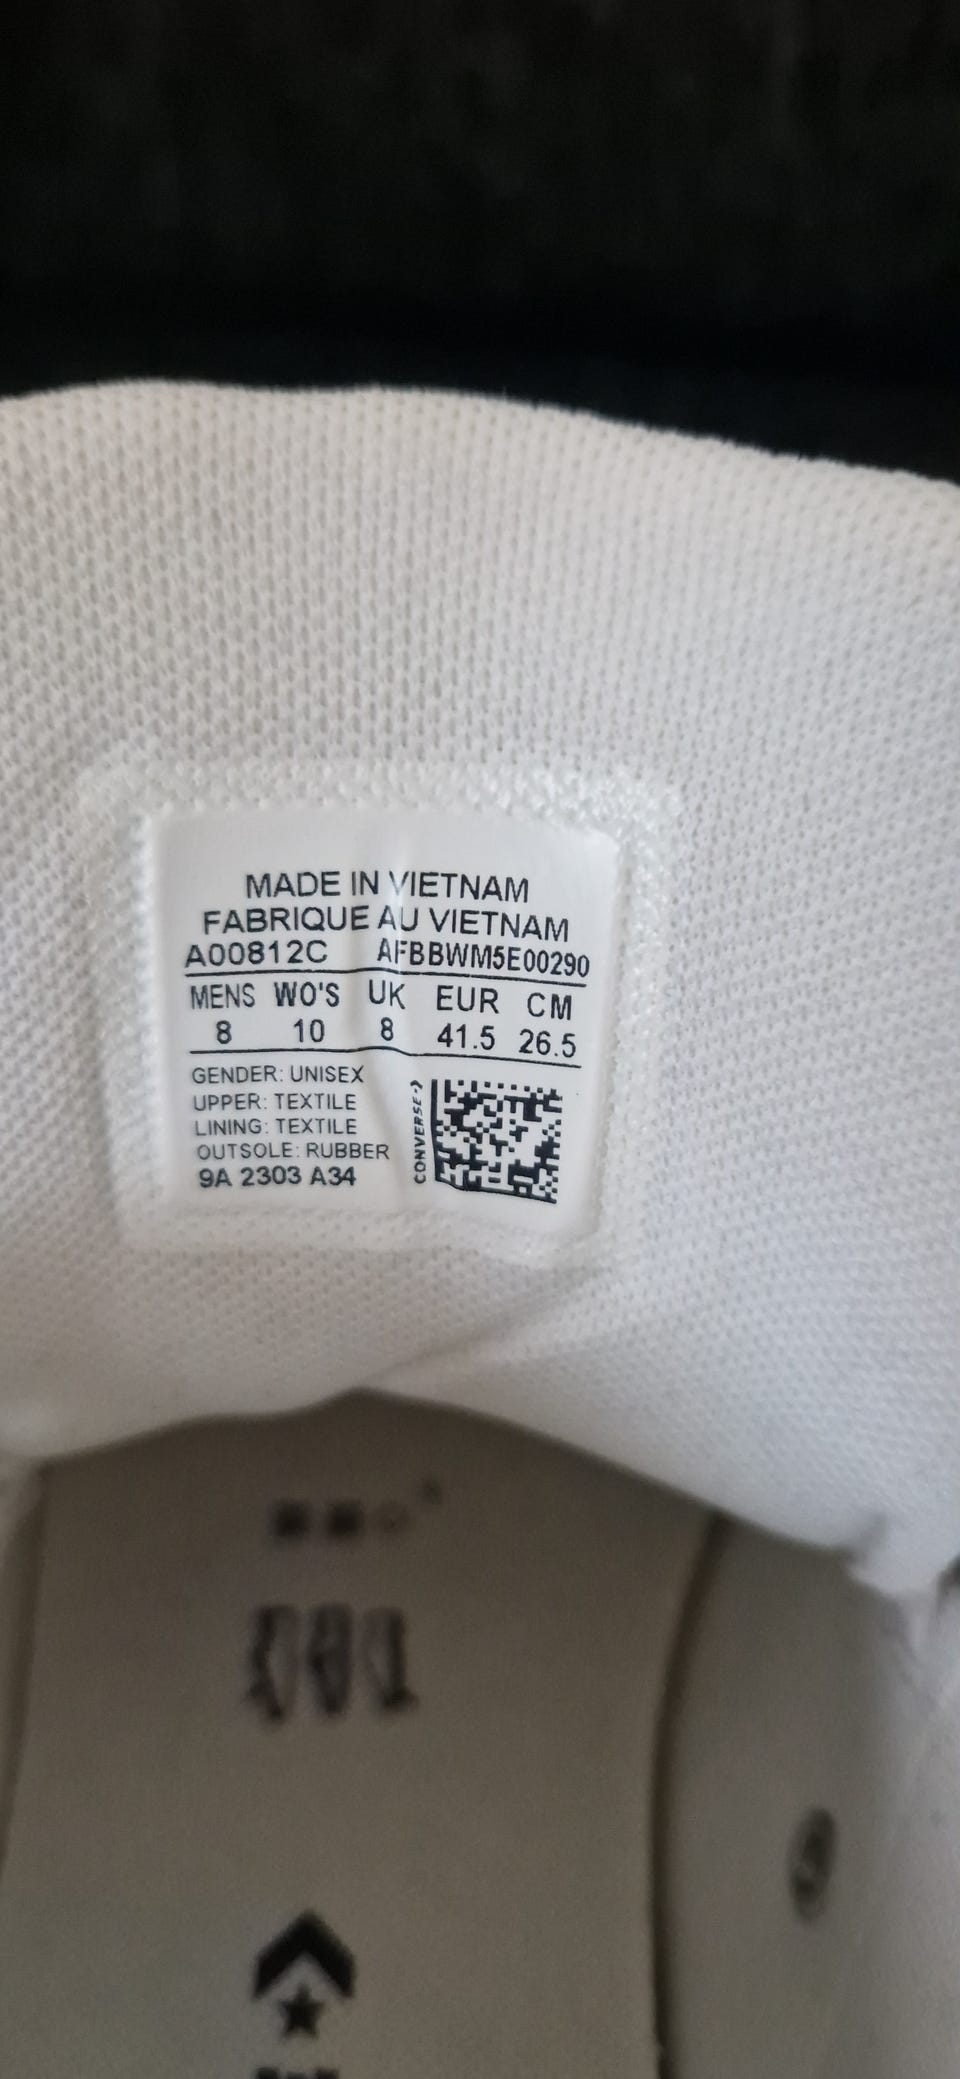 MADE IN VIETNAM
FABRIQUE AU VIETNAM
A00812C AFBBWM5E00290
MENS WO'S UK EUR CM
8 10 8 41.5 26.5
GENDER: UNISEX
UPPER: TEXTILE
LINING: TEXTILE
OUTSOLE: RUBBER
9A 2303 A34
CONVERSE